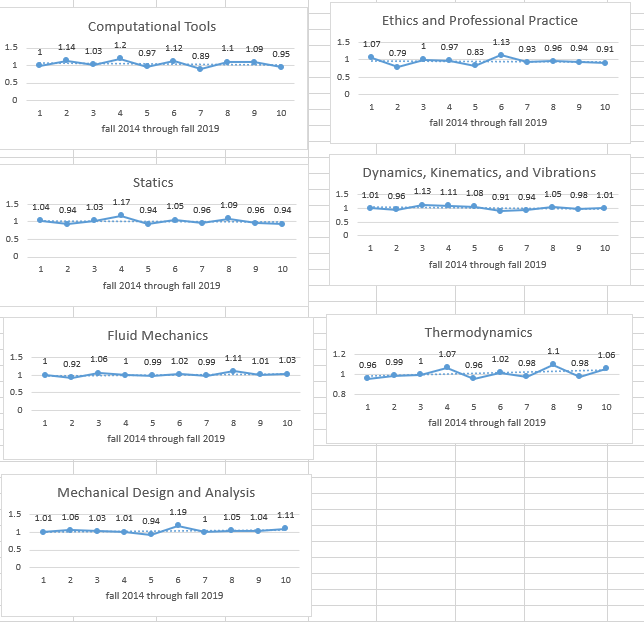 Computational Tools
1.5
1
0.5
0
1 1.14 1.03 1.2 0.97 1.12 0.89 1.1 1.09 0.95
1 2 3 4 5 6 7 8 9 10
fall 2014 through fall 2019
Ethics and Professional Practice
1.5
1
0.5
0
1.07 0.79 1 0.97 0.83 1.13 0.93 0.96 0.94 0.91
1 2 3 4 5 6 7 8 9 10
fall 2014 through fall 2019
Statics
1.5
1
0.5
0
1.04 0.94 1.03 1.17 0.94 1.05 0.96 1.09 0.96 0.94
1 2 3 4 5 6 7 8 9 10
fall 2014 through fall 2019
Dynamics, Kinematics, and Vibrations
1.5
1
0.5
0
1.01 0.96 1.13 1.11 1.08 0.91 0.94 1.05 0.98 1.01
1 2 3 4 5 6 7 8 9 10
fall 2014 through fall 2019
Fluid Mechanics
1.5
1
0.5
0
1 0.92 1.06 1 0.99 1.02 0.99 1.11 1.01 1.03
1 2 3 4 5 6 7 8 9 10
fall 2014 through fall 2019
Thermodynamics
1.2
1
0.8
0.96 0.99 1 1.07 0.96 1.02 0.98 1.1 0.98 1.06
1 2 3 4 5 6 7 8 9 10
fall 2014 through fall 2019
Mechanical Design and Analysis
1.5
1
0.5
0
1.01 1.06 1.03 1.01 0.94 1.19 1 1.05 1.04 1.11
1 2 3 4 5 6 7 8 9 10
fall 2014 through fall 2019